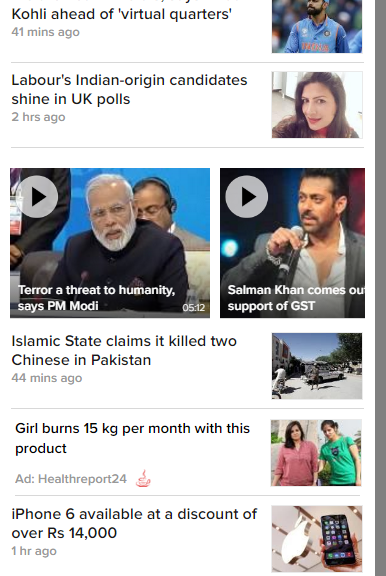 Kohli ahead of 'virtual quarters'
41 mins ago
Labour's Indian-origin candidates
shine in UK polls
2 hrs ago
Terror a threat to humanity,
says PM Modi
05:12
Salman Khan comes out
support of GST
Islamic State claims it killed two
Chinese in Pakistan
44 mins ago
Girl burns 15 kg per month with this
product
Ad: Healthreport24
iPhone 6 available at a discount of
over Rs 14,000
1 hr ago